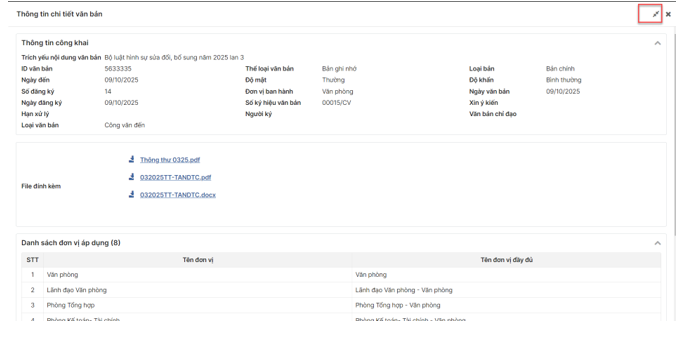 Thông tin chi tiết văn bản
Thông tin công khai
Trích yếu nội dung văn bản Bộ luật hình sự sửa đổi, bổ sung năm 2025 lan 3
ID văn bản 5633335 Thể loại văn bản Bản ghi nhớ Loại bản Bản chính
Ngày đến 09/10/2025 Độ mật Thường Độ khẩn Bình thường
Số đăng ký 14 Đơn vị ban hành Văn phòng Ngày văn bản 09/10/2025
Ngày đăng ký 09/10/2025 Số ký hiệu văn bản 00015/CV Xin ý kiến
Hạn xử lý Người ký Văn bản chỉ đạo
Loại văn bản Công văn đến
File đính kèm
Thông thư 0325.pdf
032025TT-TANDTC.pdf
032025TT-TANDTC.docx
Danh sách đơn vị áp dụng (8)
STT Tên đơn vị Tên đơn vị đầy đủ
1 Văn phòng Văn phòng
2 Lãnh đạo Văn phòng Lãnh đạo Văn phòng - Văn phòng
3 Phòng Tổng hợp Phòng Tổng hợp - Văn phòng
4 Phòng Kế toán- Tài chính Phòng Kế toán- Tài chính - Văn phòng